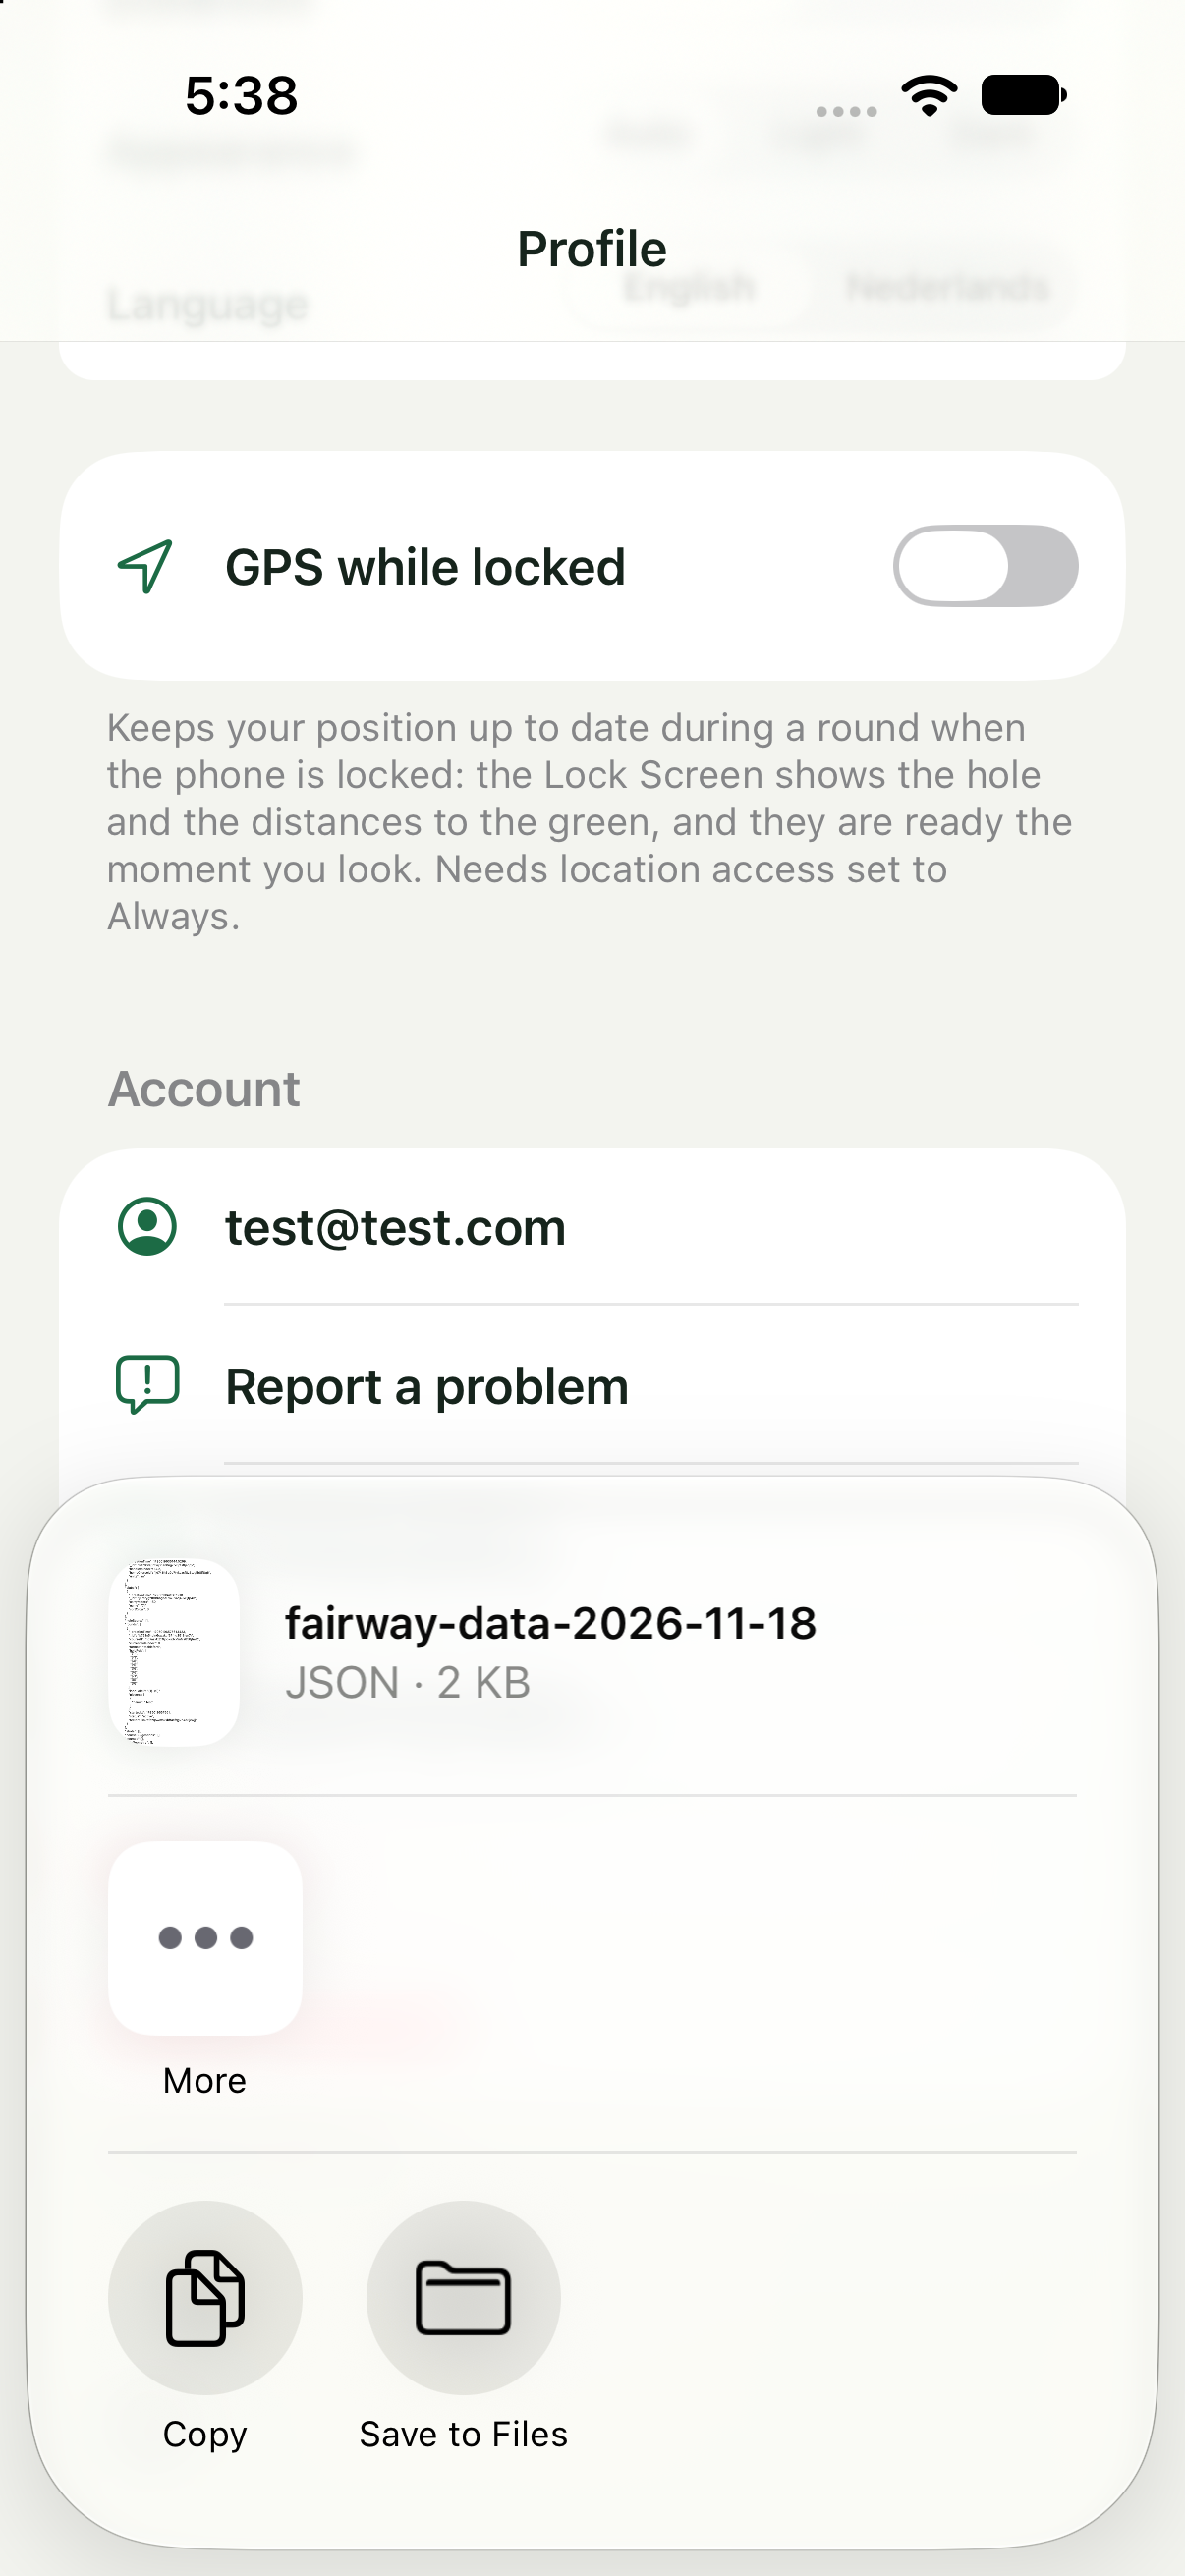 5:38
Profile
Language
English
Nederlands
GPS while locked
Keeps your position up to date during a round when
the phone is locked: the Lock Screen shows the hole
and the distances to the green, and they are ready the
moment you look. Needs location access set to
Always.
Account
test@test.com
Report a problem
fairway-data-2026-11-18
JSON · 2 KB
More
Copy
Save to Files